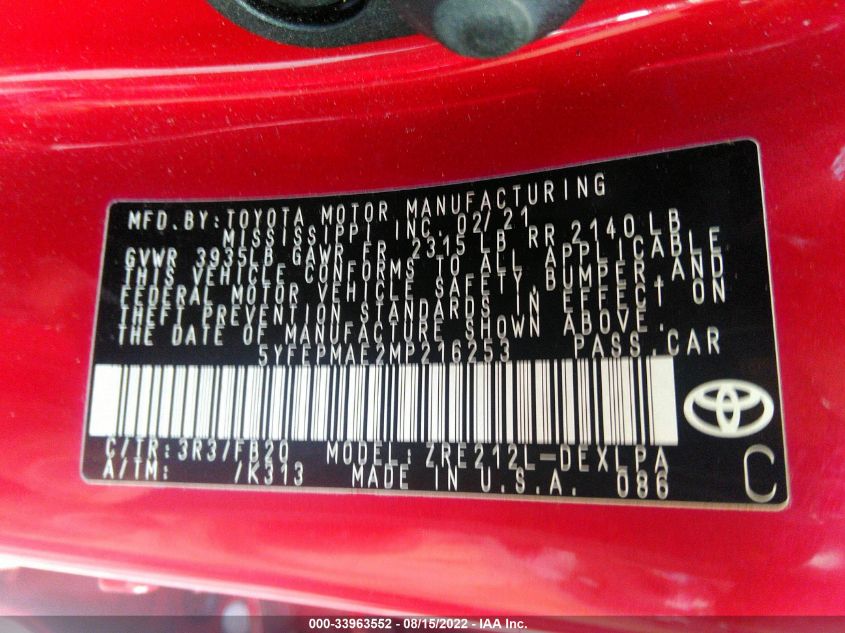 MFD.BY:TOYOTA MOTOR MANUFACTURING
MISSISSIPPI INC. 02/21
GVWR 3935LB GAWR FR 2315 LB RR 2140 LB
THIS VEHICLE CONFORMS TO ALL APPLICABLE
FEDERAL MOTOR VEHICLE SAFETY, BUMPER, AND
THEFT PREVENTION STANDARDS IN EFFECT ON
THE DATE OF MANUFACTURE SHOWN ABOVE.
5YFEPMAE2MP216253 PASS.CAR
C/TR:3R37/FB20 MODEL:ZRE212L-DEXLPA
A/TM: /K313 MADE IN U.S.A. 086
C
000-33963552 - 08/15/2022 - IAA Inc.